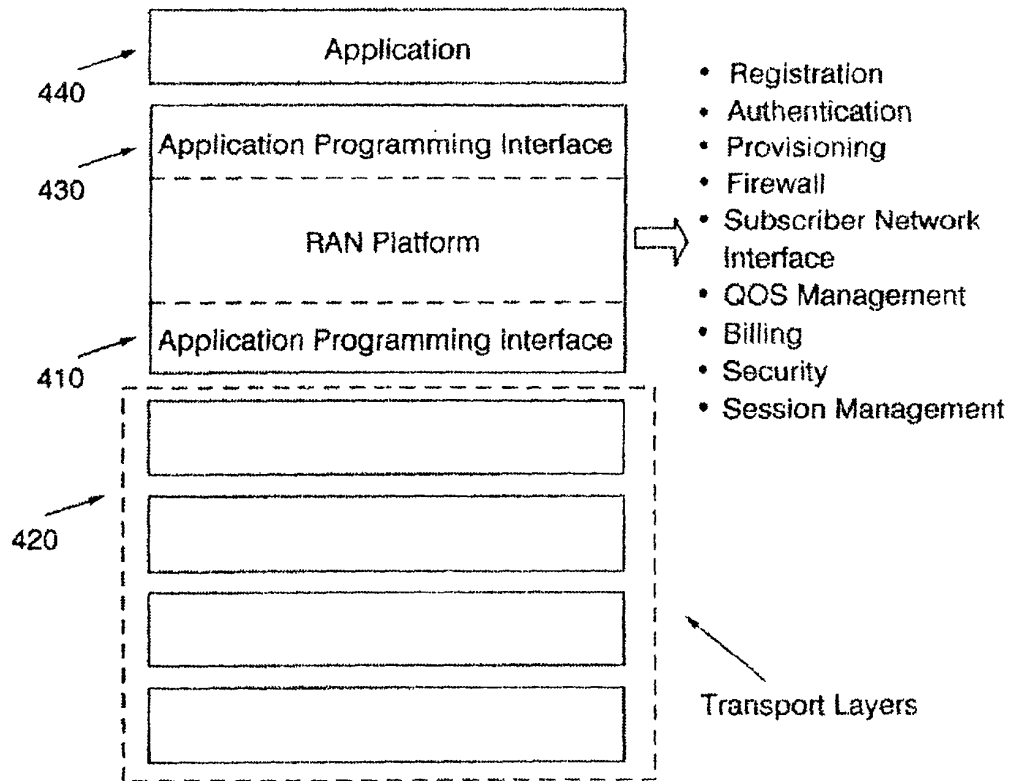 Application
440
Application Programming Interface
430
RAN Platform
Application Programming Interface
410
• Registration
• Authentication
• Provisioning
• Firewall
• Subscriber Network
Interface
• QOS Management
• Billing
• Security
• Session Management
420
Transport Layers